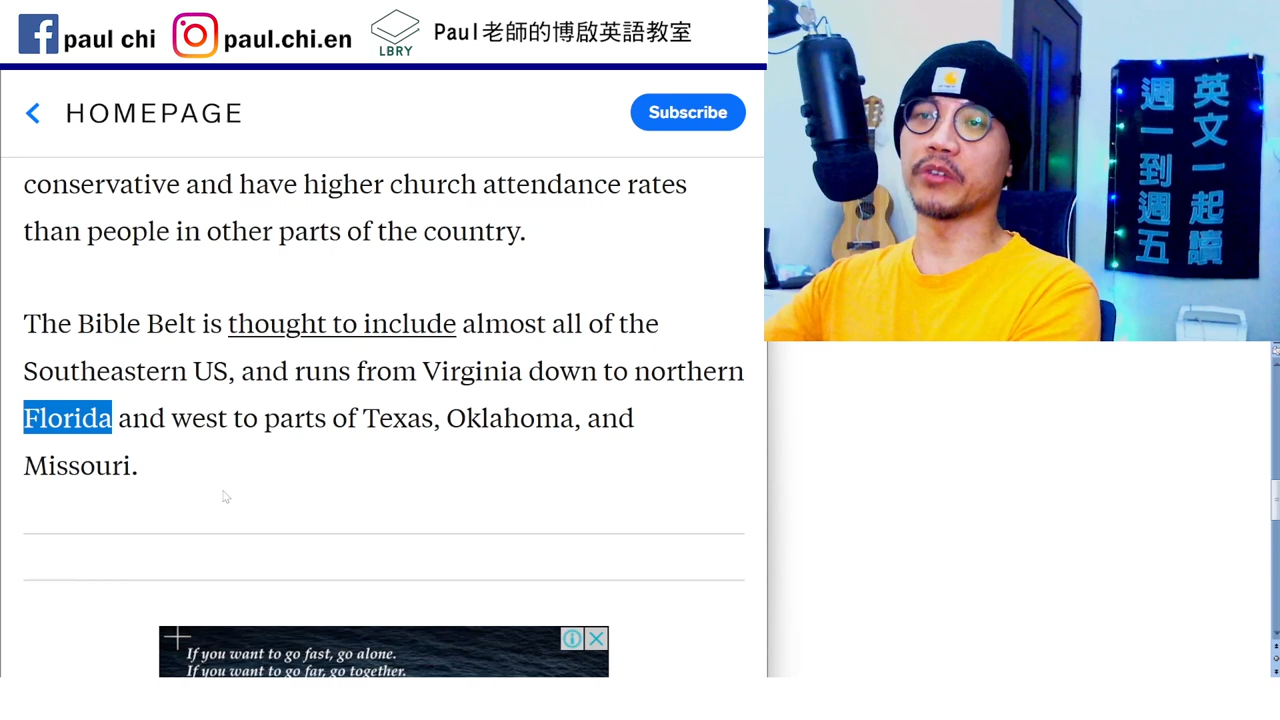 paul chi
paul.chi.en
LBRY
Paul老師的博啟英語教室
HOMEPAGE
Subscribe
conservative and have higher church attendance rates
than people in other parts of the country.
The Bible Belt is thought to include almost all of the
Southeastern US, and runs from Virginia down to northern
Florida and west to parts of Texas, Oklahoma, and
Missouri.
If you want to go fast, go alone.
If you want to go far, go together.
英文一起讀
週一到週五